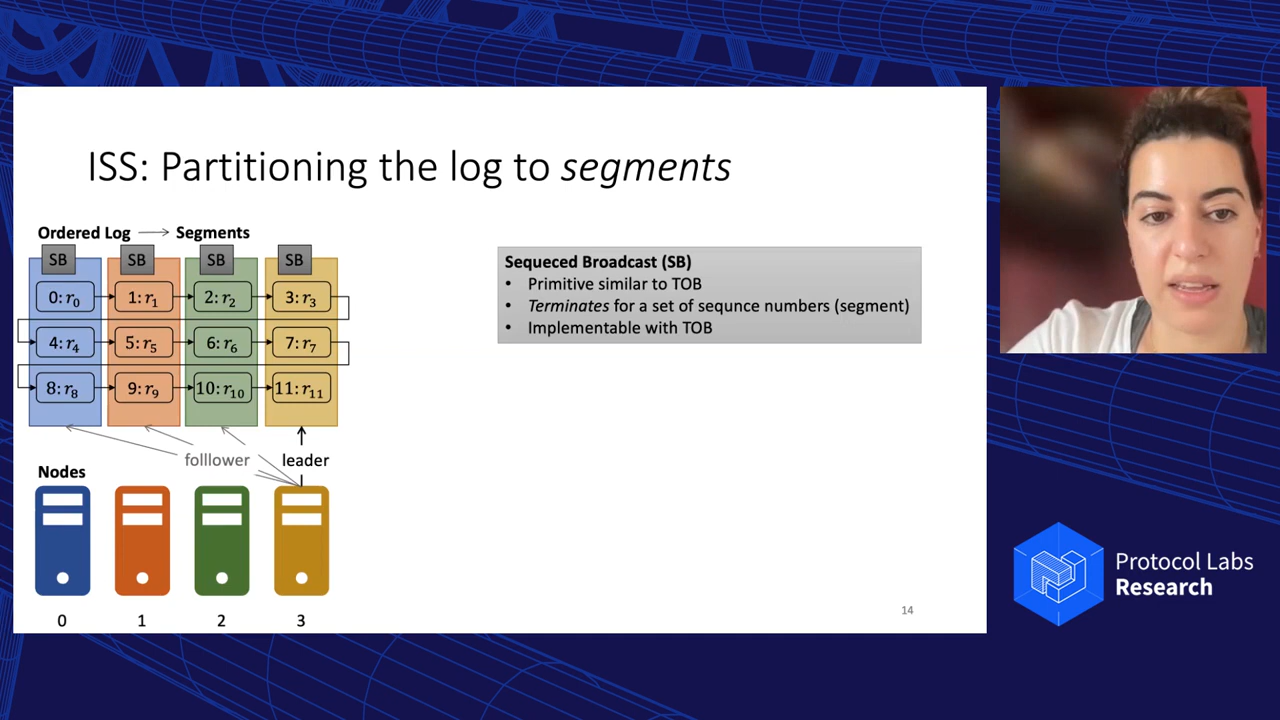 ISS: Partitioning the log to segments
Ordered Log → Segments
SB SB SB SB
0: r₀ 1: r₁ 2: r₂ 3: r₃
4: r₄ 5: r₅ 6: r₆ 7: r₇
8: r₈ 9: r₉ 10: r₁₀ 11: r₁₁
folllower leader
Nodes
0 1 2 3
Sequeced Broadcast (SB)
• Primitive similar to TOB
• Terminates for a set of sequnce numbers (segment)
• Implementable with TOB
14
Protocol Labs
Research